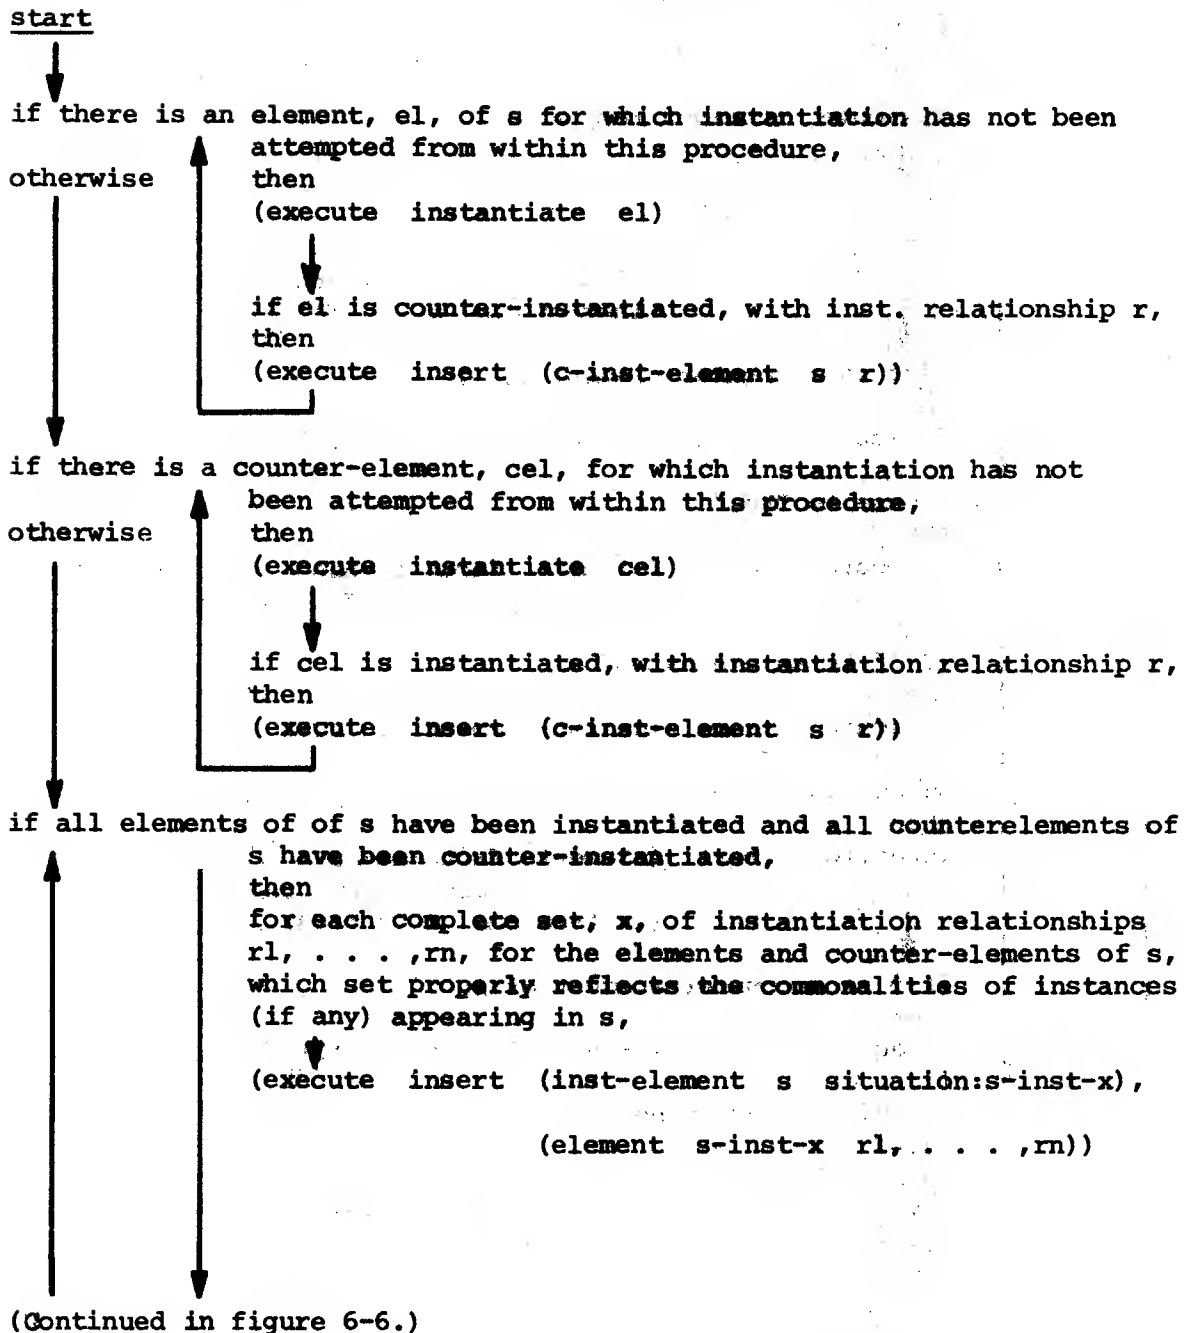 start
if there is an element, el, of s for which instantiation has not been
attempted from within this procedure,
otherwise then
(execute instantiate el)
if el is counter-instantiated, with inst. relationship r,
then
(execute insert (c-inst-element s r))
if there is a counter-element, cel, for which instantiation has not
been attempted from within this procedure,
otherwise then
(execute instantiate cel)
if cel is instantiated, with instantiation relationship r,
then
(execute insert (c-inst-element s r))
if all elements of of s have been instantiated and all counterelements of
s have been counter-instantiated,
then
for each complete set, x, of instantiation relationships
rl, . . . ,rn, for the elements and counter-elements of s,
which set properly reflects the commonalities of instances
(if any) appearing in s,
(execute insert (inst-element s situation:s-inst-x),
(element s-inst-x rl, . . . ,rn))
(Continued in figure 6-6.)